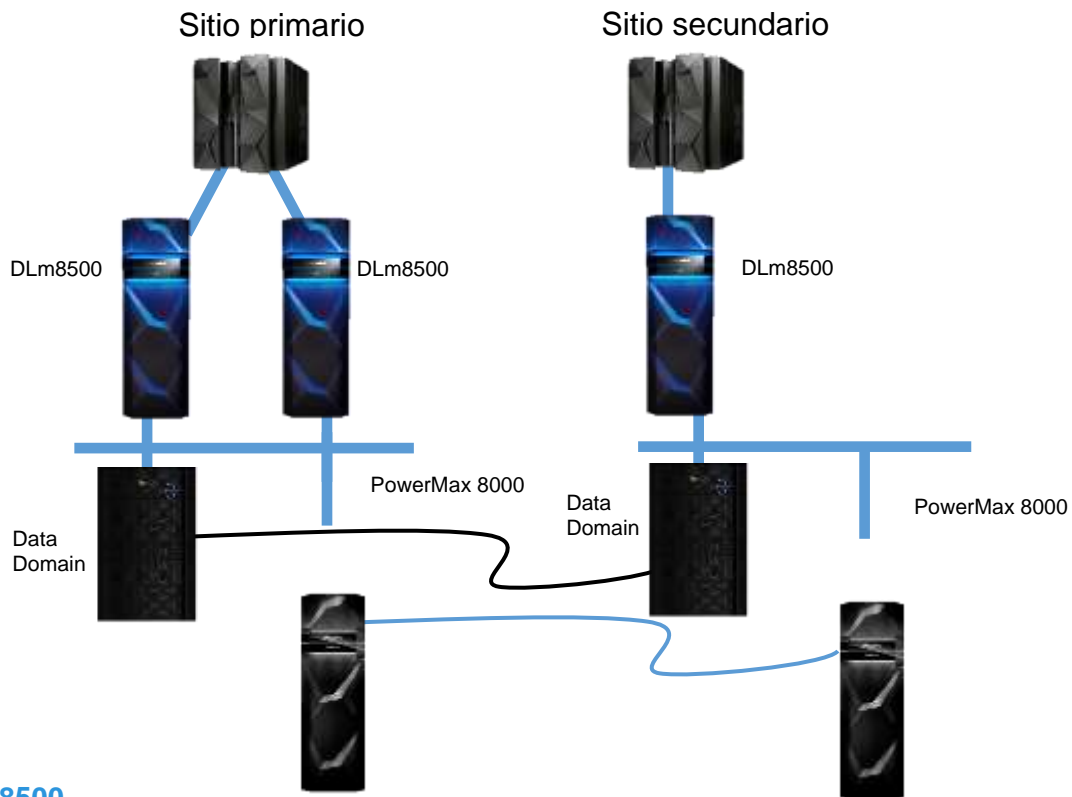 Sitio primario
Sitio secundario
DLm8500
DLm8500
DLm8500
PowerMax 8000
Data
Domain
Data
Domain
PowerMax 8000
8500